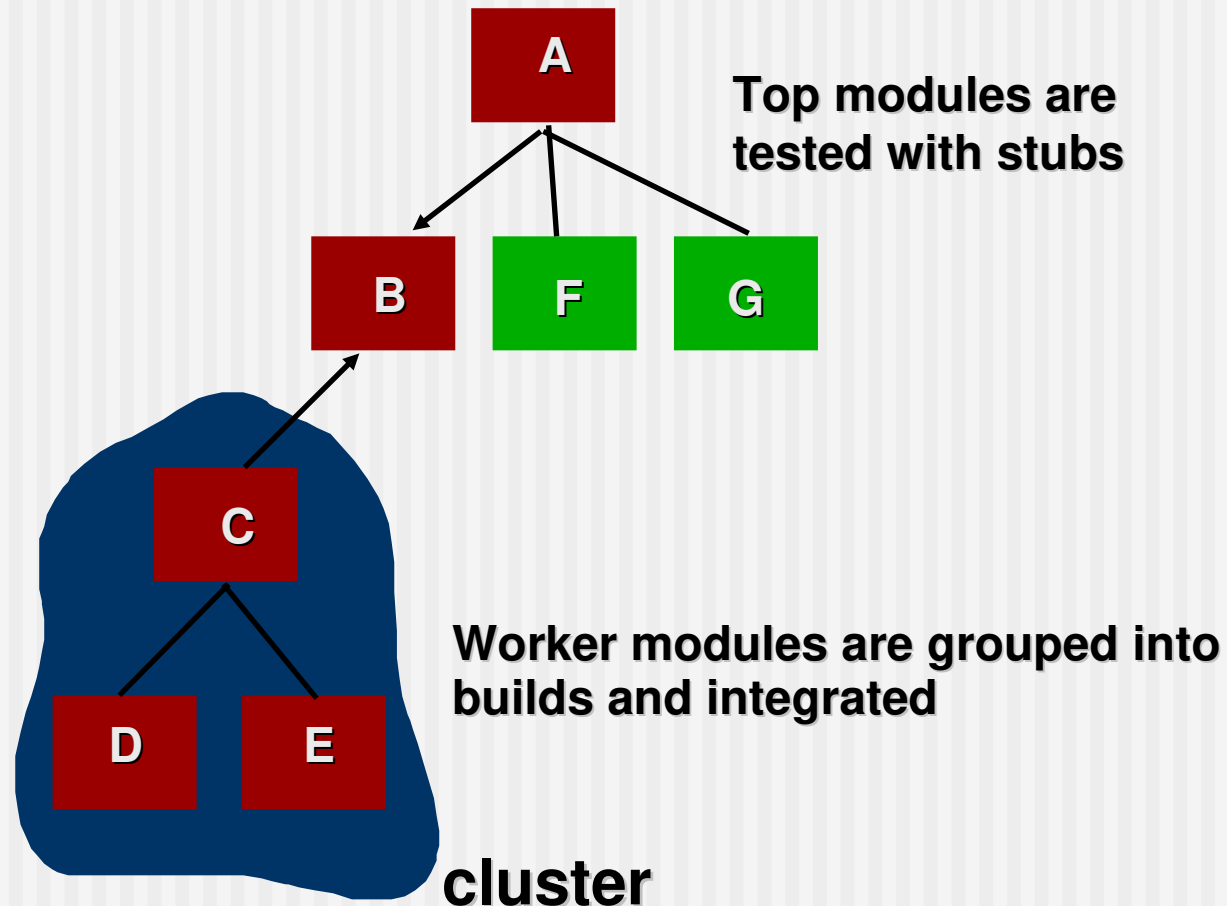 A
Top modules are
tested with stubs
B F G
C
Worker modules are grouped into
builds and integrated
D E
cluster